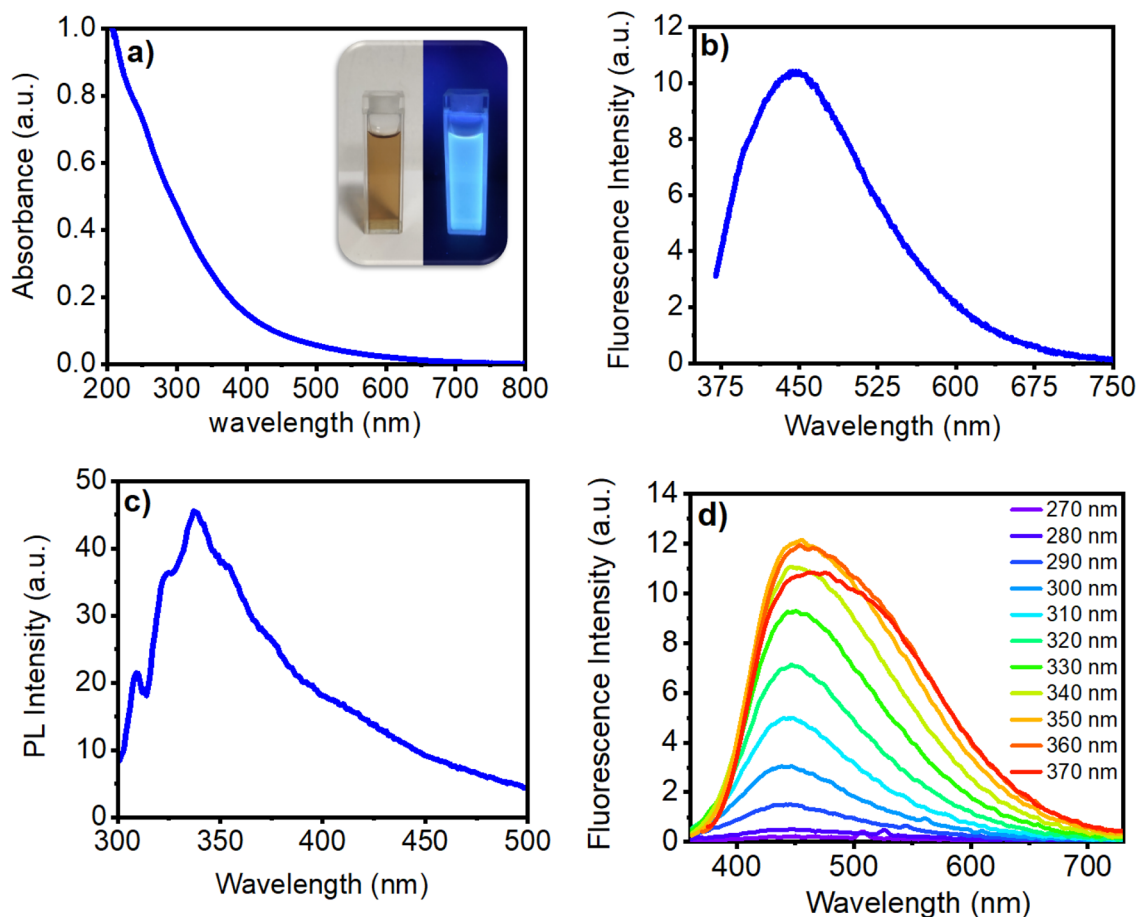 a)
Absorbance (a.u.)
1.0
0.8
0.6
0.4
0.2
0.0
200 300 400 500 600 700 800
wavelength (nm)
b)
Fluorescence Intensity (a.u.)
12
10
8
6
4
2
0
375 450 525 600 675 750
Wavelength (nm)
c)
PL Intensity (a.u.)
50
40
30
20
10
0
300 350 400 450 500
Wavelength (nm)
d)
Fluorescence Intensity (a.u.)
14
12
10
8
6
4
2
0
400 500 600 700
Wavelength (nm)
270 nm
280 nm
290 nm
300 nm
310 nm
320 nm
330 nm
340 nm
350 nm
360 nm
370 nm